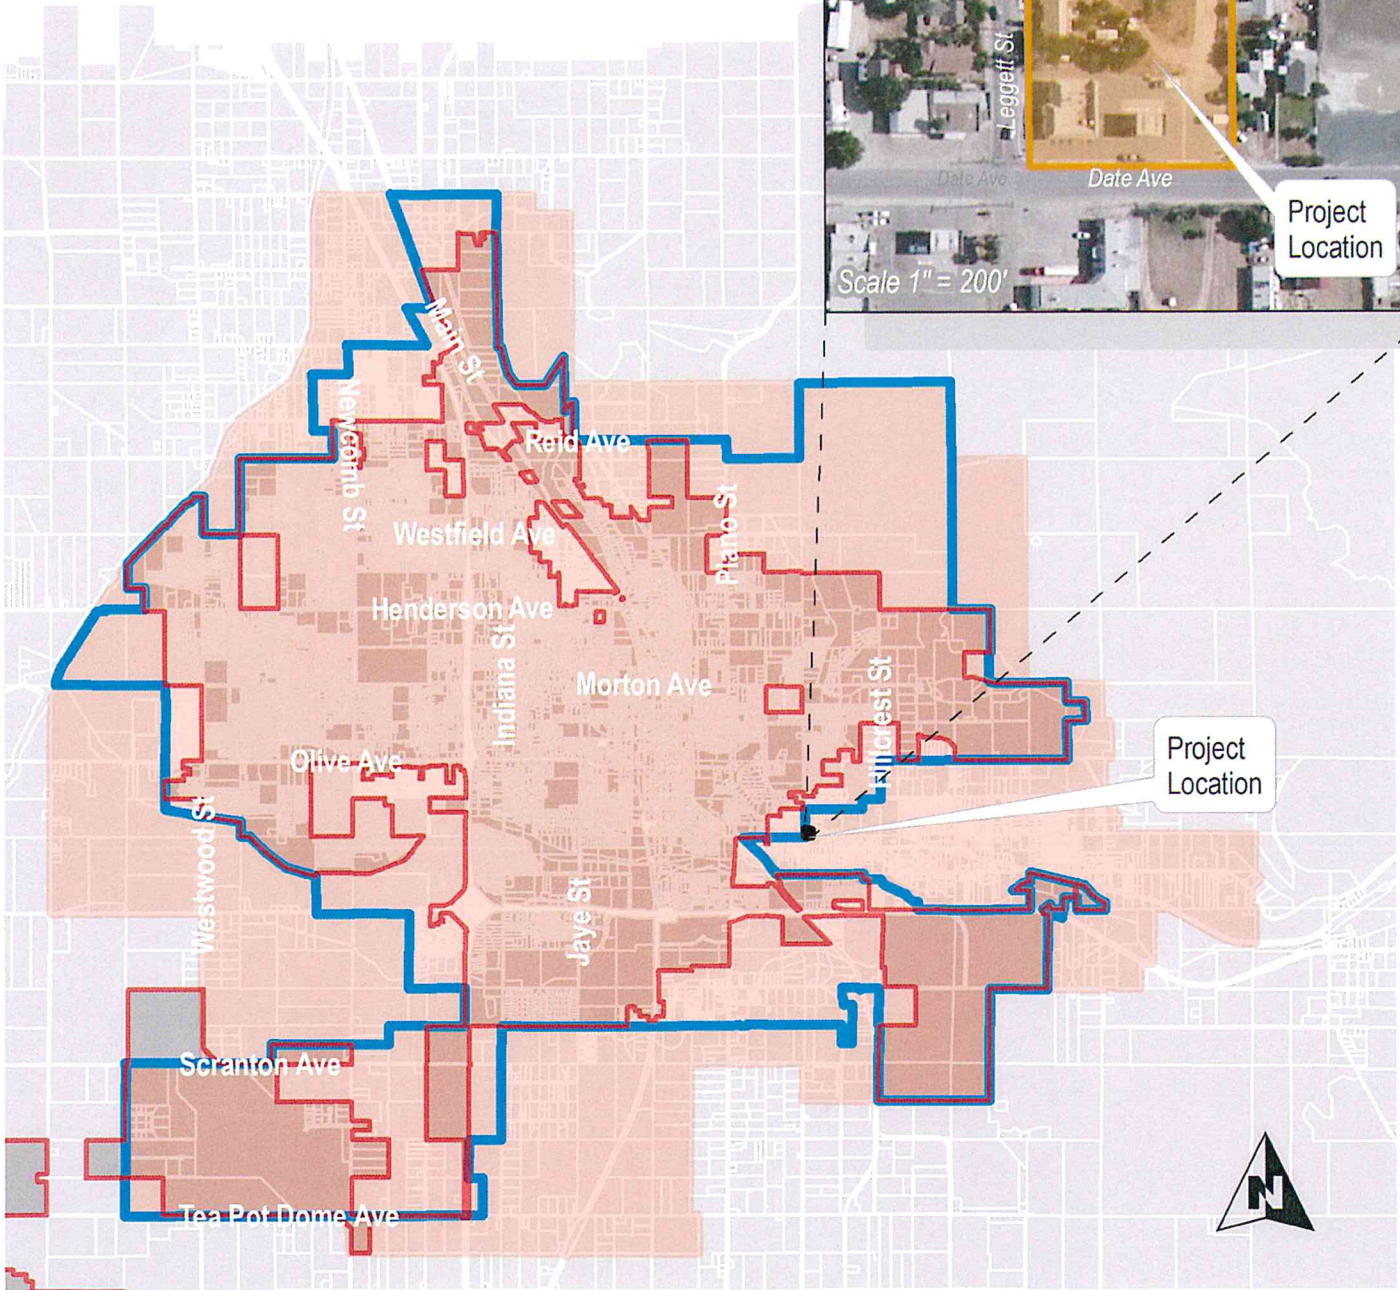 Leggett St
Date Ave
Date Ave
Project
Location
Scale 1" = 200'
Main St
Newcomb St
Reid Ave
Westfield Ave
Plano St
Henderson Ave
Indiana St
Morton Ave
Hillcrest St
Olive Ave
Project
Location
Westwood St
Jaye St
Scranton Ave
Tea Pot Dome Ave
N